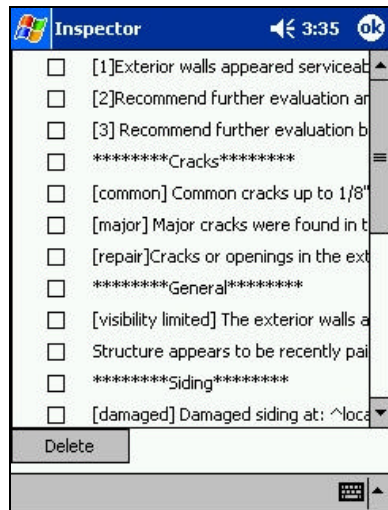 Inspector 3:35 ok
[1]Exterior walls appeared serviceab
[2]Recommend further evaluation an
[3] Recommend further evaluation b
********Cracks********
[common] Common cracks up to 1/8"
[major] Major cracks were found in t
[repair]Cracks or openings in the ext
********General********
[visibility limited] The exterior walls a
Structure appears to be recently pai
********Siding********
[damaged] Damaged siding at: ^loca
Delete